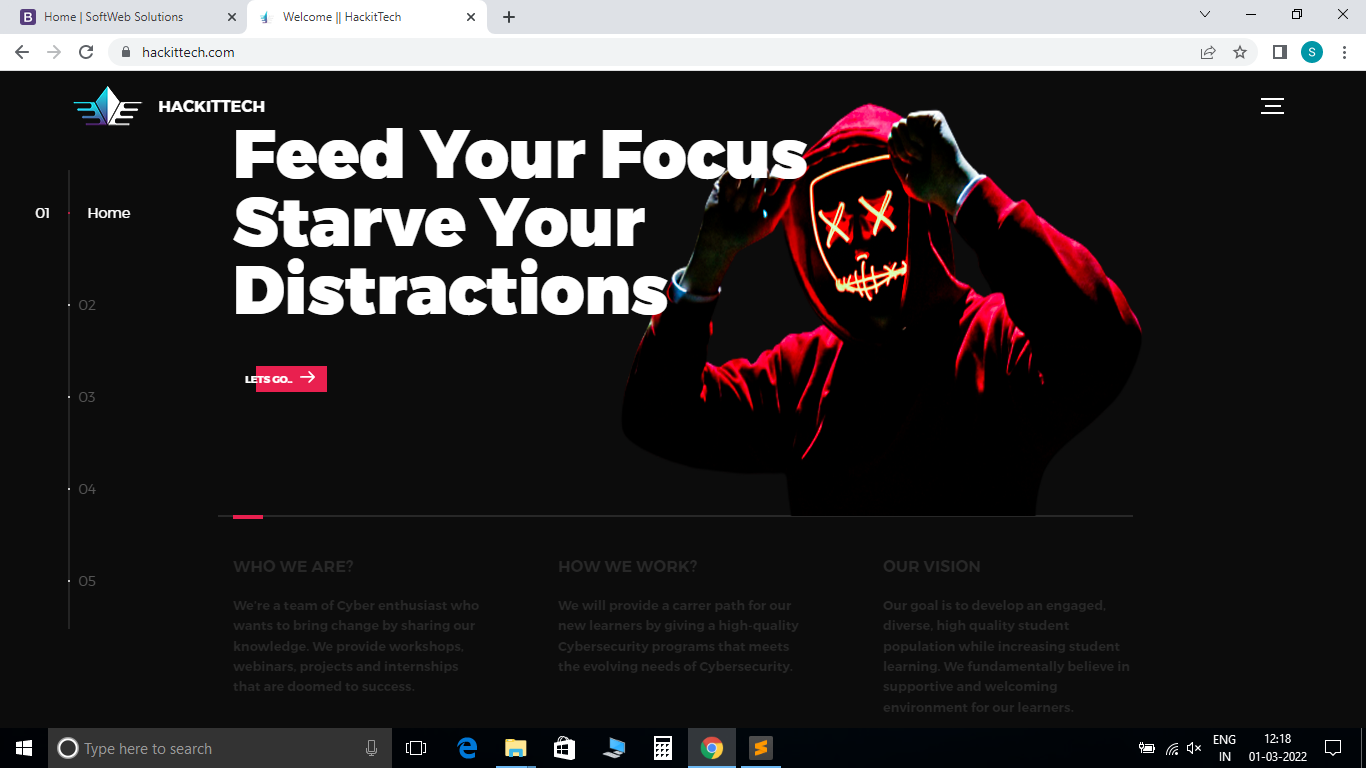 Home | SoftWeb Solutions
Welcome || HackitTech
hackittech.com
S
HACKITTECH
Feed Your Focus
Starve Your
Distractions
01 Home
02
03
04
05
LETS GO..
WHO WE ARE?
We're a team of Cyber enthusiast who
wants to bring change by sharing our
knowledge. We provide workshops,
webinars, projects and internships
that are doomed to success.
HOW WE WORK?
We will provide a carrer path for our
new learners by giving a high-quality
Cybersecurity programs that meets
the evolving needs of Cybersecurity.
OUR VISION
Our goal is to develop an engaged,
diverse, high quality student
population while increasing student
learning. We fundamentally believe in
supportive and welcoming
environment for our learners.
Type here to search
ENG
IN
12:18
01-03-2022